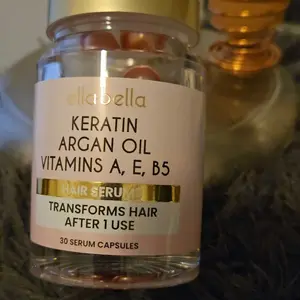 ellabella
KERATIN
ARGAN OIL
VITAMINS A, E, B5
HAIR SERUM
TRANSFORMS HAIR
AFTER 1 USE
30 SERUM CAPSULES